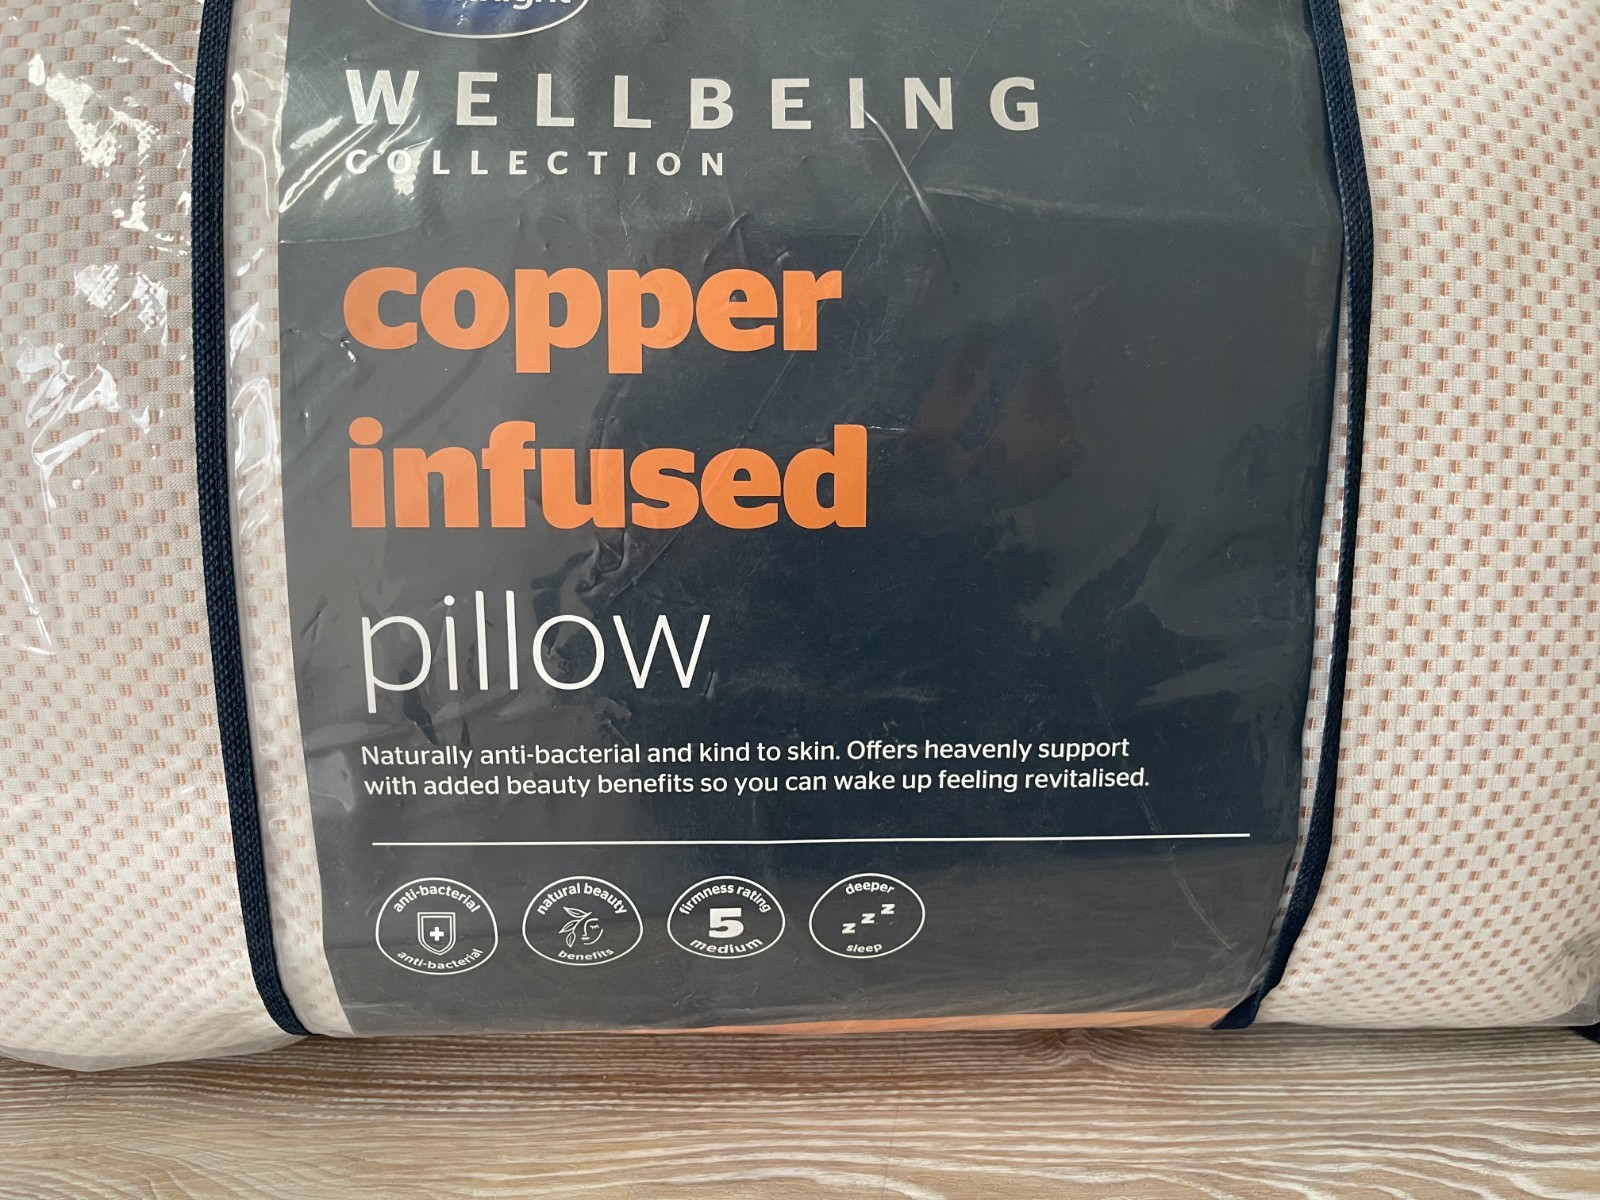 WELLBEING
COLLECTION
copper
infused
pillow
Naturally anti-bacterial and kind to skin. Offers heavenly support
with added beauty benefits so you can wake up feeling revitalised.
anti-bacterial
anti-bacterial
natural beauty
benefits
firmness rating
5
medium
deeper
z z z
sleep